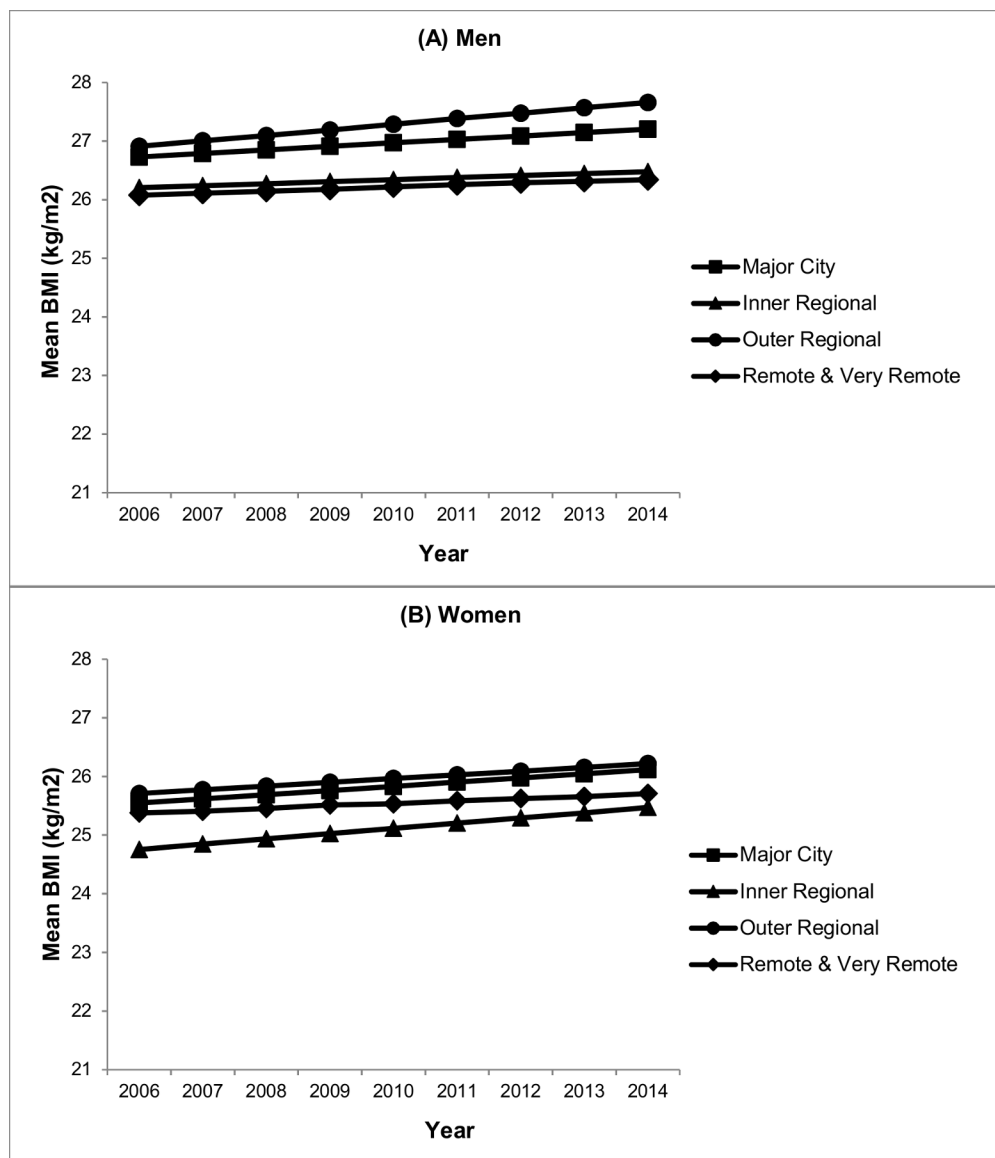 (A) Men
28
27
26
25
24
23
22
21
Mean BMI (kg/m2)
2006 2007 2008 2009 2010 2011 2012 2013 2014
Year
Major City
Inner Regional
Outer Regional
Remote & Very Remote
(B) Women
28
27
26
25
24
23
22
21
Mean BMI (kg/m2)
2006 2007 2008 2009 2010 2011 2012 2013 2014
Year
Major City
Inner Regional
Outer Regional
Remote & Very Remote